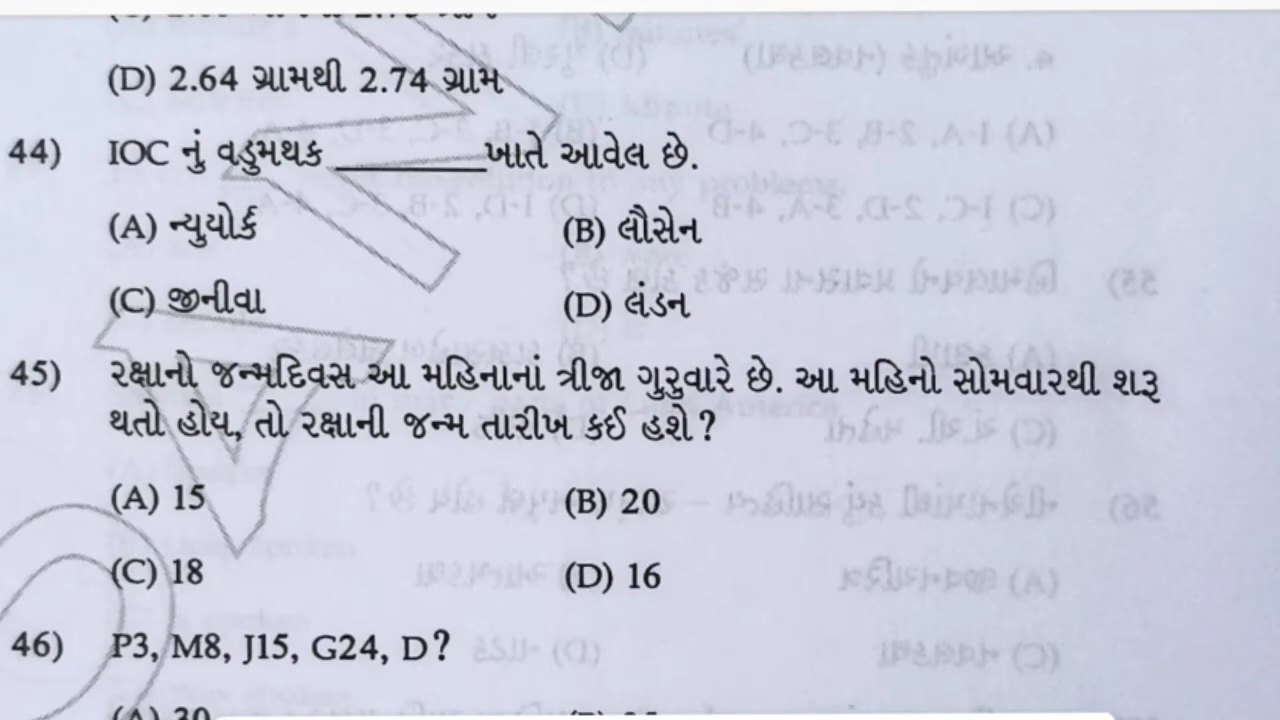 (D) 2.64 ગ્રામથી 2.74 ગ્રામ
44) IOC નું વડુમથક ________ ખાતે આવેલ છે.
(A) ન્યુયોર્ક (B) લૌસેન
(C) જીનીવા (D) લંડન
45) રક્ષાનો જન્મદિવસ આ મહિનાનાં ત્રીજા ગુરુવારે છે. આ મહિનો સોમવારથી શરૂ
થતો હોય, તો રક્ષાની જન્મ તારીખ કઈ હશે?
(A) 15 (B) 20
(C) 18 (D) 16
46) P3, M8, J15, G24, D?
(A) 30